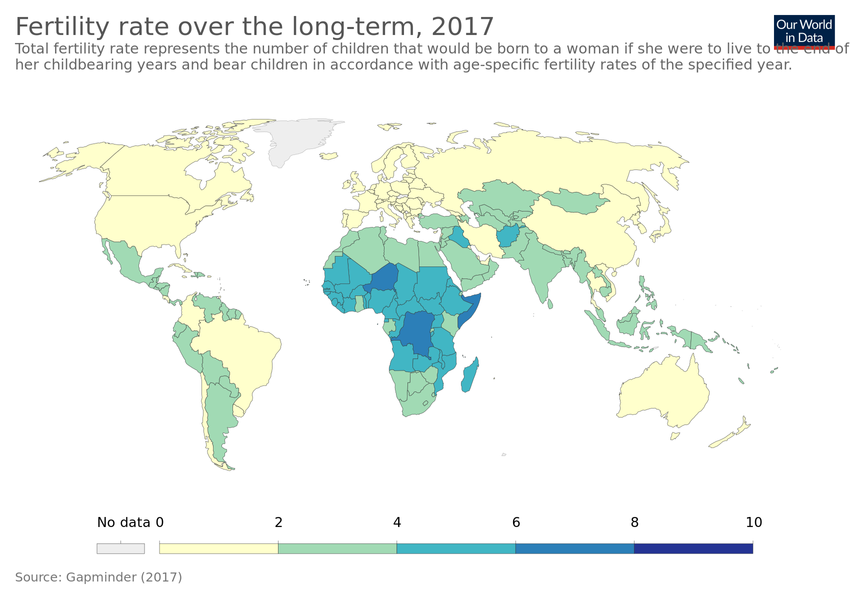 Fertility rate over the long-term, 2017
Our World
in Data
Total fertility rate represents the number of children that would be born to a woman if she were to live to the end of
her childbearing years and bear children in accordance with age-specific fertility rates of the specified year.
No data 0 2 4 6 8 10
Source: Gapminder (2017)